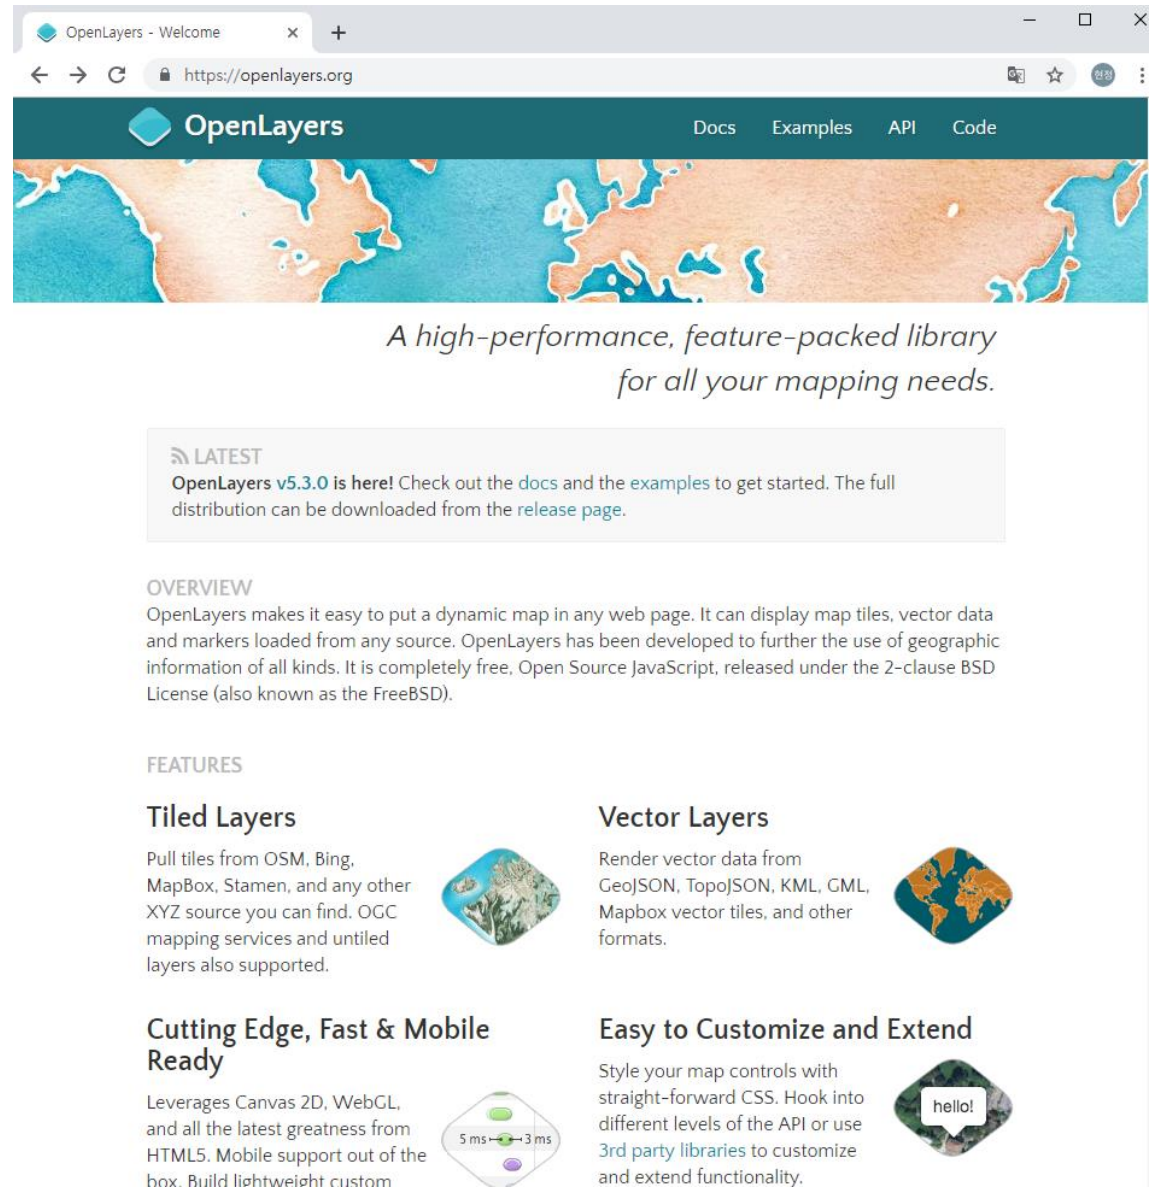 OpenLayers - Welcome
https://openlayers.org
현정
OpenLayers
Docs Examples API Code
A high-performance, feature-packed library
for all your mapping needs.
LATEST
OpenLayers v5.3.0 is here! Check out the docs and the examples to get started. The full
distribution can be downloaded from the release page.
OVERVIEW
OpenLayers makes it easy to put a dynamic map in any web page. It can display map tiles, vector data
and markers loaded from any source. OpenLayers has been developed to further the use of geographic
information of all kinds. It is completely free, Open Source JavaScript, released under the 2-clause BSD
License (also known as the FreeBSD).
FEATURES
Tiled Layers
Pull tiles from OSM, Bing,
MapBox, Stamen, and any other
XYZ source you can find. OGC
mapping services and untiled
layers also supported.
Vector Layers
Render vector data from
GeoJSON, TopoJSON, KML, GML,
Mapbox vector tiles, and other
formats.
Cutting Edge, Fast & Mobile
Ready
Leverages Canvas 2D, WebGL,
and all the latest greatness from
HTML5. Mobile support out of the
box. Build lightweight custom
5 ms 3 ms
Easy to Customize and Extend
Style your map controls with
straight-forward CSS. Hook into
different levels of the API or use
3rd party libraries to customize
and extend functionality.
hello!